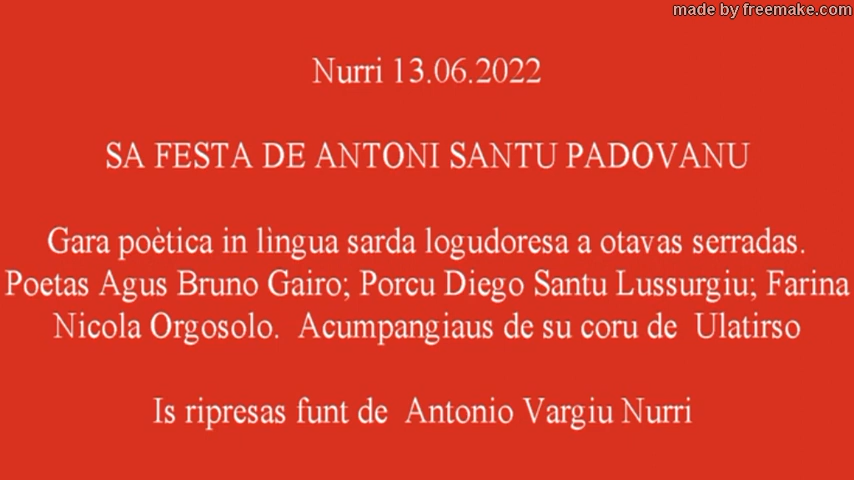 made by freemake.com
Nurri 13.06.2022
SA FESTA DE ANTONI SANTU PADOVANU
Gara poètica in lìngua sarda logudoresa a otavas serradas.
Poetas Agus Bruno Gairo; Porcu Diego Santu Lussurgiu; Farina
Nicola Orgosolo. Acumpangiaus de su coru de Ulatirso
Is ripresas funt de Antonio Vargiu Nurri